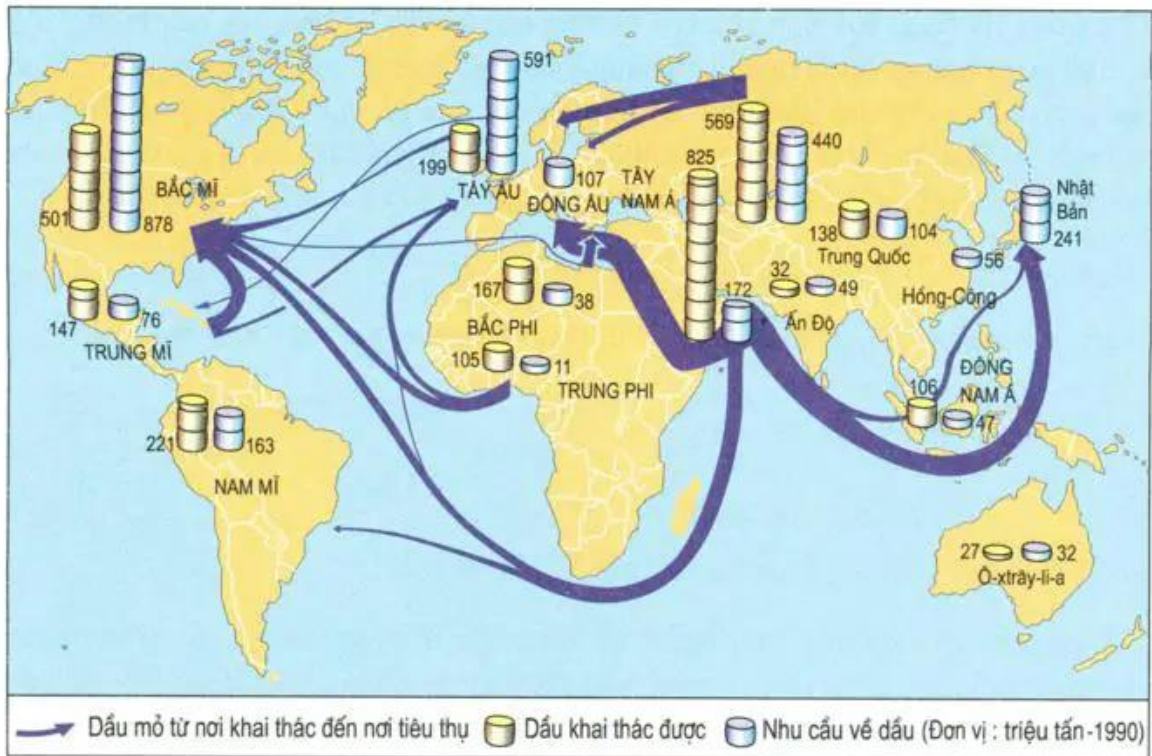 591
569
440
825
199
TÂY ÂU
107
ĐÔNG ÂU
TÂY
NAM Á
BẮC MĨ
501
878
138
104
Trung Quốc
Nhật
Bản
241
56
Hồng-Công
32
49
Ấn Độ
172
167
38
BẮC PHI
147
76
TRUNG MĨ
105
11
TRUNG PHI
ĐÔNG
NAM Á
106
47
221
163
NAM MĨ
27
32
Ô-xtrây-li-a
Dầu mỏ từ nơi khai thác đến nơi tiêu thụ Dầu khai thác được Nhu cầu về dầu (Đơn vị : triệu tấn-1990)